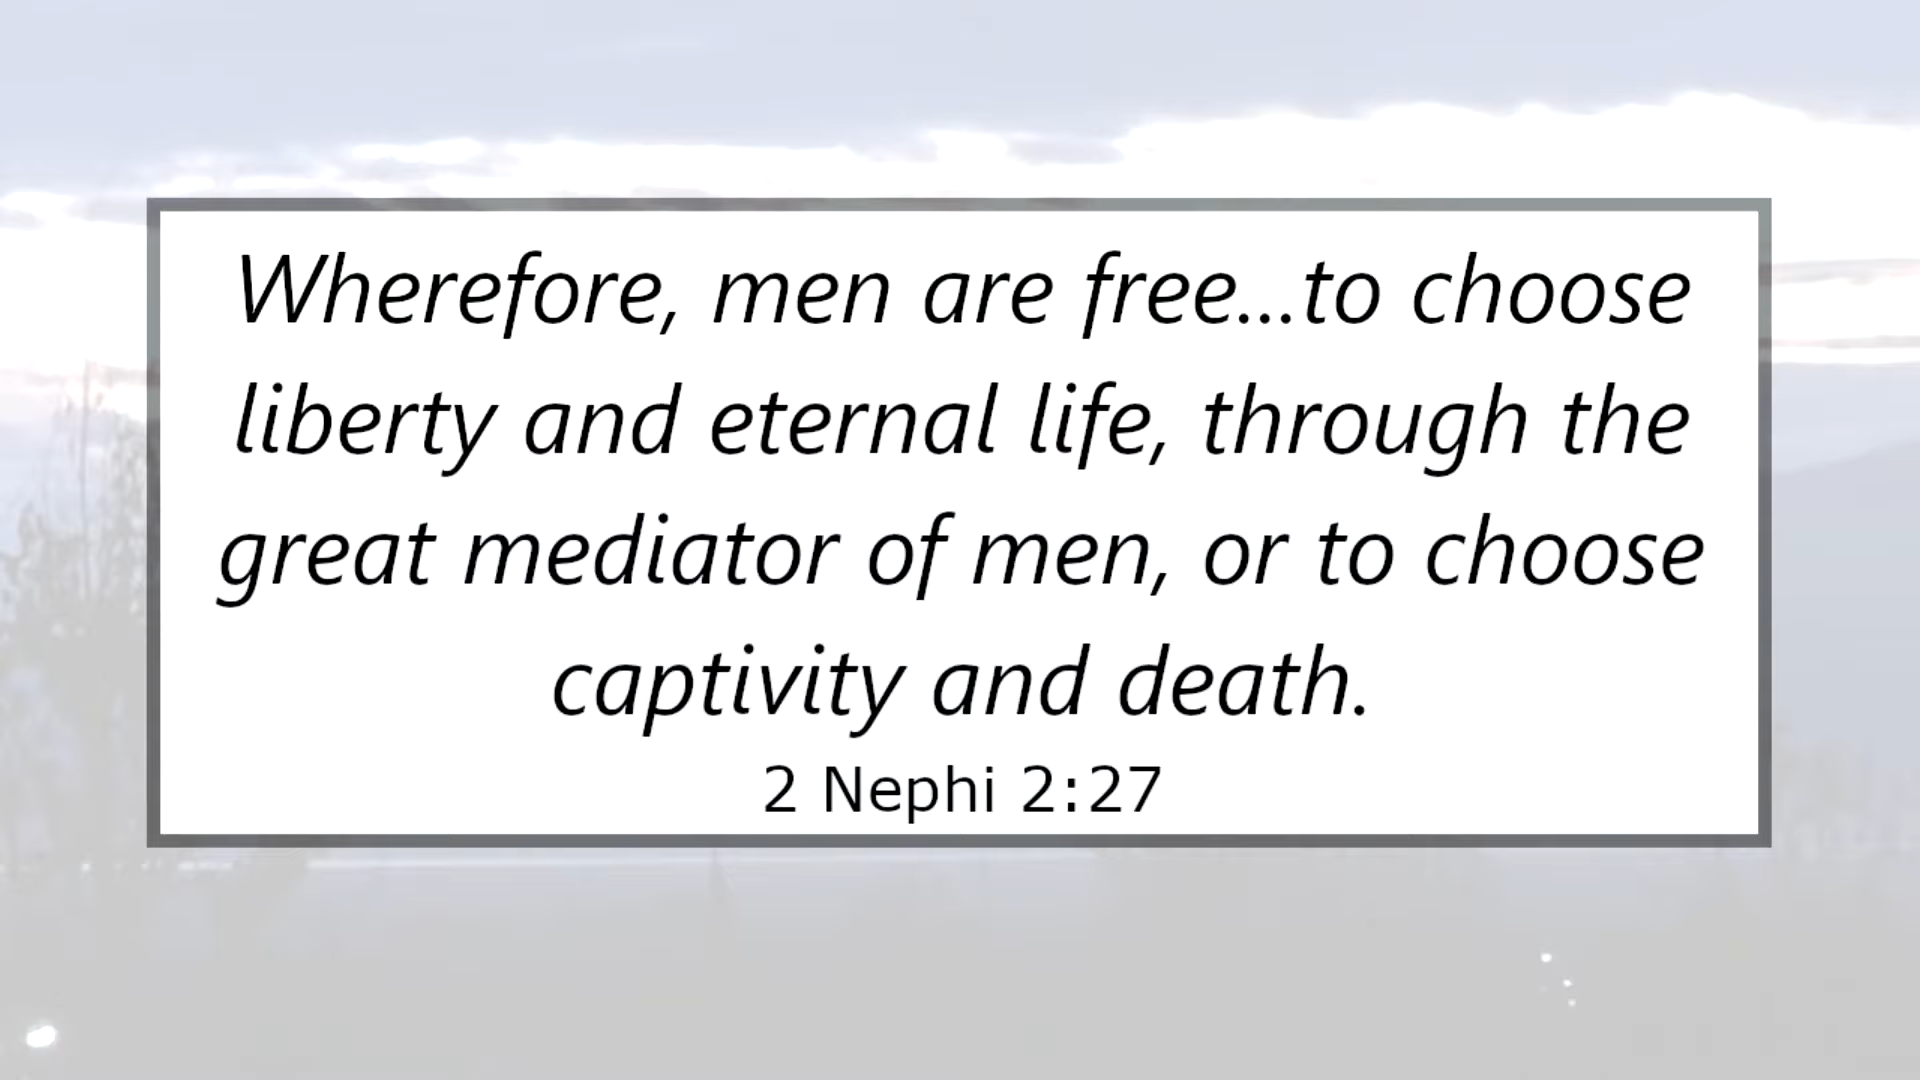 Wherefore, men are free...to choose
liberty and eternal life, through the
great mediator of men, or to choose
captivity and death.
2 Nephi 2:27